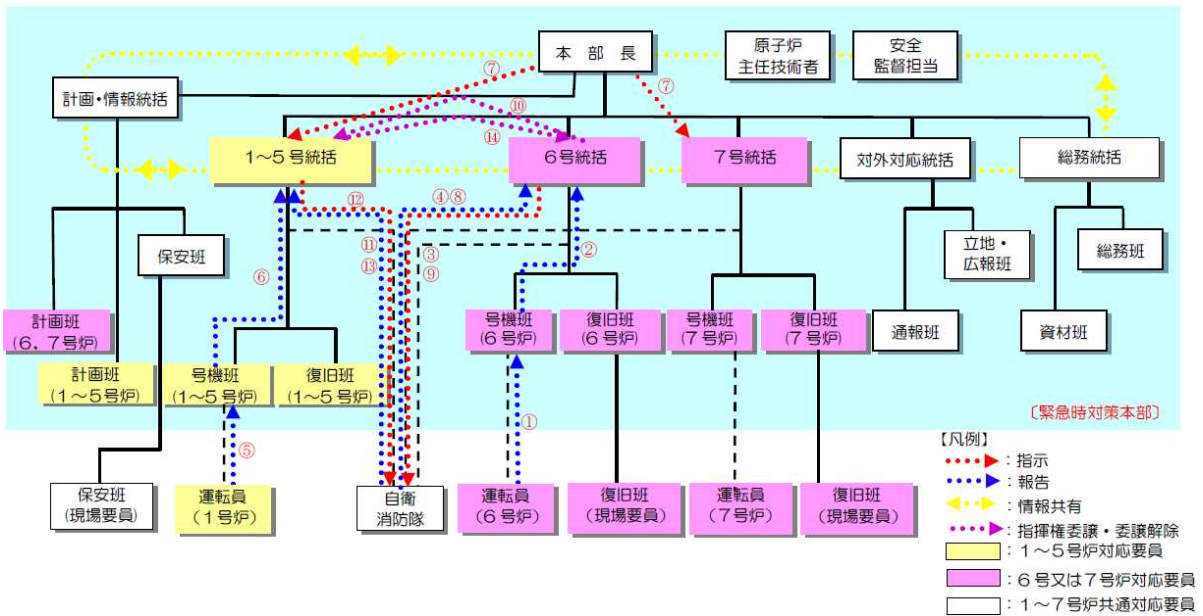 本部長
原子炉
主任技術者
安全
監督担当
⑦
⑦
計画・情報統括
⑩
⑭
1~5号統括
6号統括
7号統括
対外対応統括
総務統括
⑫
④⑧
保安班
⑪
⑬
③
⑨
②
立地・
広報班
総務班
⑥
計画班
(6，7号炉)
号機班
(6号炉)
復旧班
(6号炉)
号機班
(7号炉)
復旧班
(7号炉)
通報班
資材班
計画班
(1~5号炉)
号機班
(1~5号炉)
復旧班
(1~5号炉)
①
⑤
〔緊急時対策本部〕
保安班
(現場要員)
運転員
(1号炉)
自衛
消防隊
運転員
(6号炉)
復旧班
(現場要員)
運転員
(7号炉)
復旧班
(現場要員)
【凡例】
：指示
：報告
：情報共有
：指揮権委譲・委譲解除
：1~5号炉対応要員
：6号又は7号炉対応要員
：1~7号炉共通対応要員